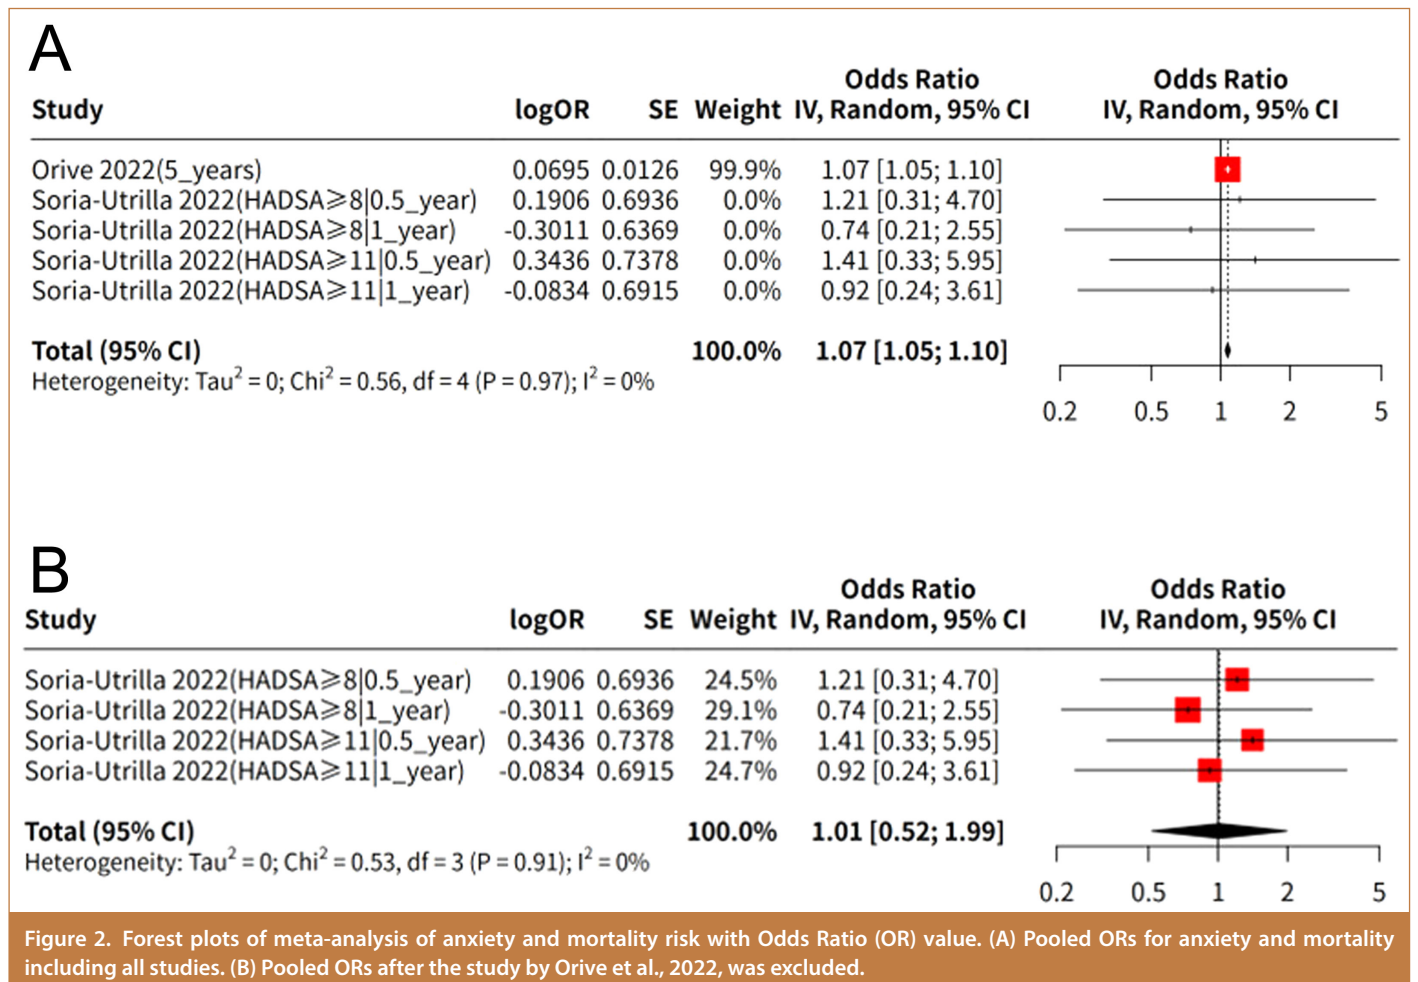 A
Odds Ratio Odds Ratio
Study logOR SE Weight IV, Random, 95% CI IV, Random, 95% CI
Orive 2022(5_years) 0.0695 0.0126 99.9% 1.07 [1.05; 1.10]
Soria-Utrilla 2022(HADSA⩾8|0.5_year) 0.1906 0.6936 0.0% 1.21 [0.31; 4.70]
Soria-Utrilla 2022(HADSA⩾8|1_year) -0.3011 0.6369 0.0% 0.74 [0.21; 2.55]
Soria-Utrilla 2022(HADSA⩾11|0.5_year) 0.3436 0.7378 0.0% 1.41 [0.33; 5.95]
Soria-Utrilla 2022(HADSA⩾11|1_year) -0.0834 0.6915 0.0% 0.92 [0.24; 3.61]
Total (95% CI) 100.0% 1.07 [1.05; 1.10]
Heterogeneity: Tau² = 0; Chi² = 0.56, df = 4 (P = 0.97); I² = 0%
0.2 0.5 1 2 5
B
Odds Ratio Odds Ratio
Study logOR SE Weight IV, Random, 95% CI IV, Random, 95% CI
Soria-Utrilla 2022(HADSA⩾8|0.5_year) 0.1906 0.6936 24.5% 1.21 [0.31; 4.70]
Soria-Utrilla 2022(HADSA⩾8|1_year) -0.3011 0.6369 29.1% 0.74 [0.21; 2.55]
Soria-Utrilla 2022(HADSA⩾11|0.5_year) 0.3436 0.7378 21.7% 1.41 [0.33; 5.95]
Soria-Utrilla 2022(HADSA⩾11|1_year) -0.0834 0.6915 24.7% 0.92 [0.24; 3.61]
Total (95% CI) 100.0% 1.01 [0.52; 1.99]
Heterogeneity: Tau² = 0; Chi² = 0.53, df = 3 (P = 0.91); I² = 0%
0.2 0.5 1 2 5
Figure 2. Forest plots of meta-analysis of anxiety and mortality risk with Odds Ratio (OR) value. (A) Pooled ORs for anxiety and mortality
including all studies. (B) Pooled ORs after the study by Orive et al., 2022, was excluded.